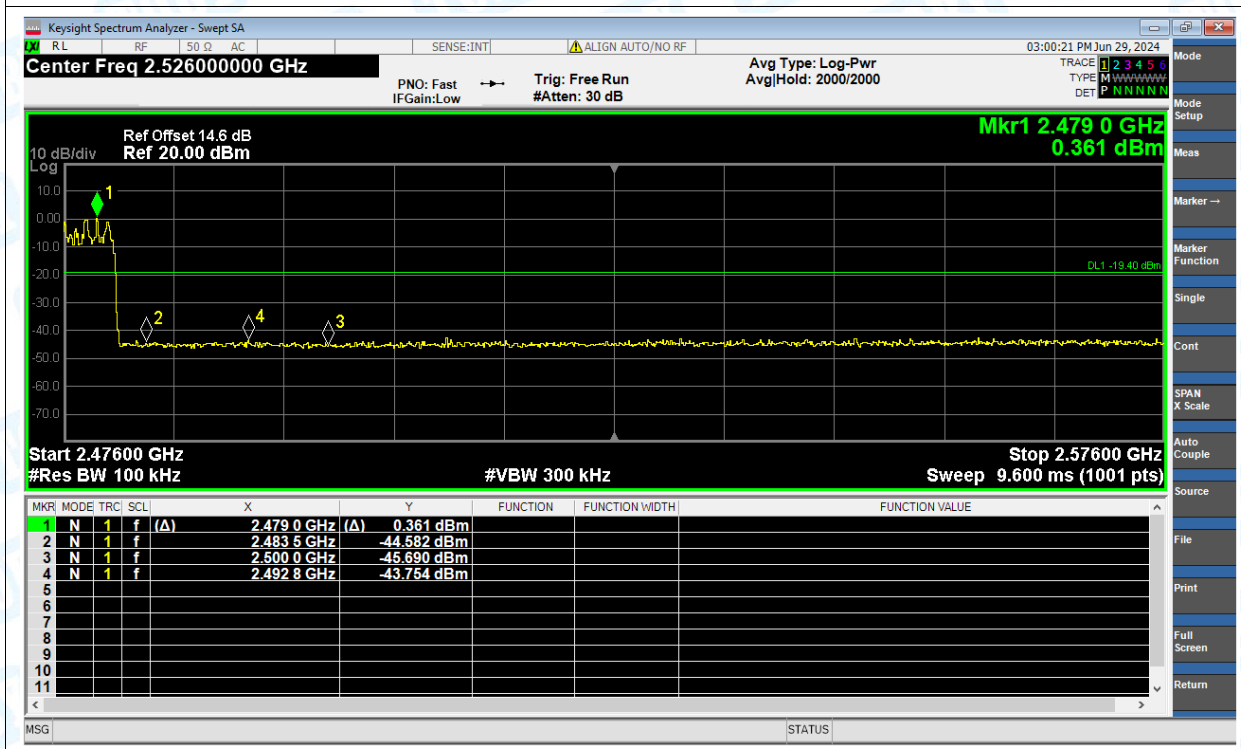 Keysight Spectrum Analyzer - Swept SA
LXI RL RF 50 Ω AC SENSE:INT ALIGN AUTO/NO RF 03:00:21 PM Jun 29, 2024
Center Freq 2.526000000 GHz
Avg Type: Log-Pwr
Avg|Hold: 2000/2000
PNO: Fast
IFGain:Low
Trig: Free Run
#Atten: 30 dB
TRACE 1 2 3 4 5 6
TYPE M WWWWW
DET P N N N N N
Ref Offset 14.6 dB
Ref 20.00 dBm
10 dB/div
Log
Mkr1 2.479 0 GHz
0.361 dBm
10.0
0.00
-10.0
-20.0
-30.0
-40.0
-50.0
-60.0
-70.0
1
2
4
3
DL1 -19.40 dBm
Start 2.47600 GHz
Stop 2.57600 GHz
#Res BW 100 kHz
#VBW 300 kHz
Sweep 9.600 ms (1001 pts)
MKR MODE TRC SCL X Y FUNCTION FUNCTION WIDTH FUNCTION VALUE
1 N 1 f (Δ) 2.479 0 GHz (Δ) 0.361 dBm
2 N 1 f 2.483 5 GHz -44.582 dBm
3 N 1 f 2.500 0 GHz -45.690 dBm
4 N 1 f 2.492 8 GHz -43.754 dBm
5
6
7
8
9
10
11
MSG
STATUS
Mode
Mode
Setup
Meas
Marker→
Marker
Function
Single
Cont
SPAN
X Scale
Auto
Couple
Source
File
Print
Full
Screen
Return